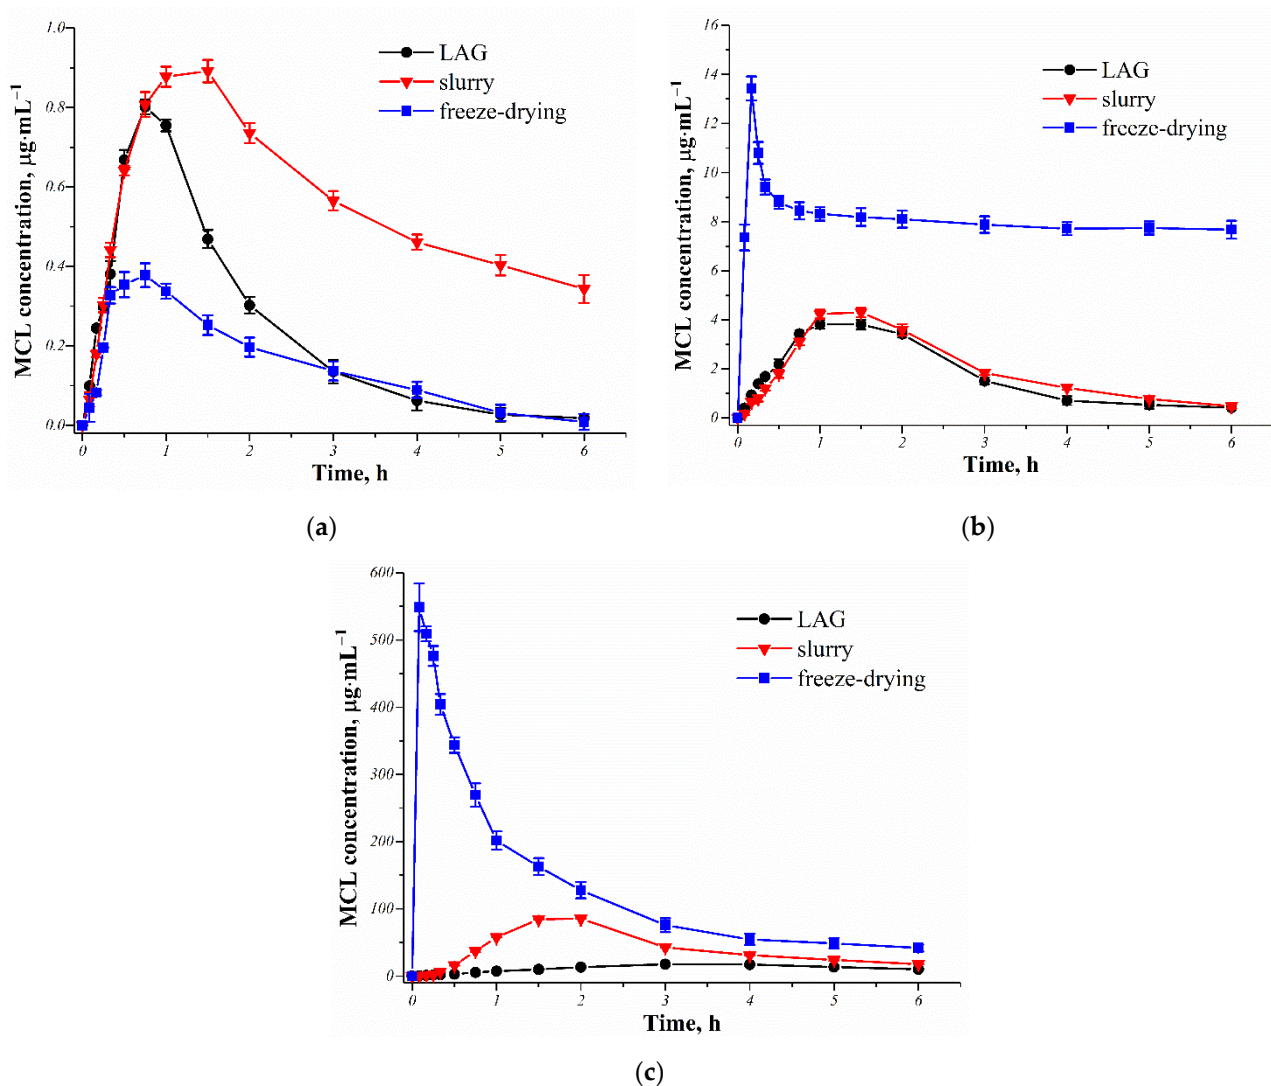 1.0
0.8
0.6
0.4
0.2
0.0
MCL concentration, μg·mL⁻¹
LAG
slurry
freeze-drying
0 1 2 3 4 5 6
Time, h
(a)
16
14
12
10
8
6
4
2
0
MCL concentration, μg·mL⁻¹
LAG
slurry
freeze-drying
0 1 2 3 4 5 6
Time, h
(b)
600
500
400
300
200
100
0
MCL concentration, μg·mL⁻¹
LAG
slurry
freeze-drying
0 1 2 3 4 5 6
Time, h
(c)